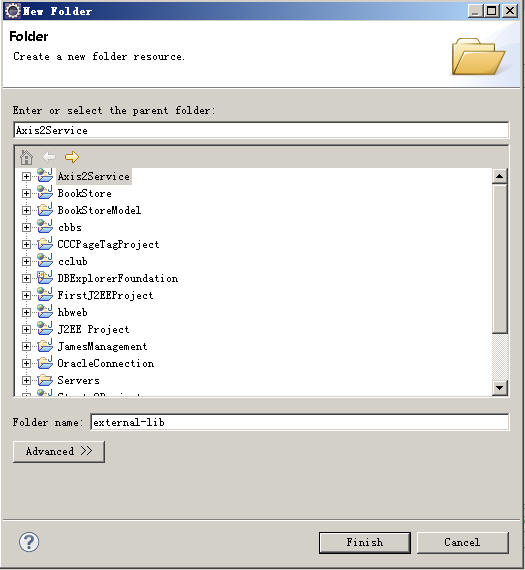 New Folder
Folder
Create a new folder resource.
Enter or select the parent folder:
Axis2Service
Axis2Service
BookStore
BookStoreModel
cbbs
CCCPageTagProject
cclub
DBExplorerFoundation
FirstJ2EEProject
hbweb
J2EE Project
JamesManagement
OracleConnection
Servers
Folder name: external-lib
Advanced >>
Finish Cancel